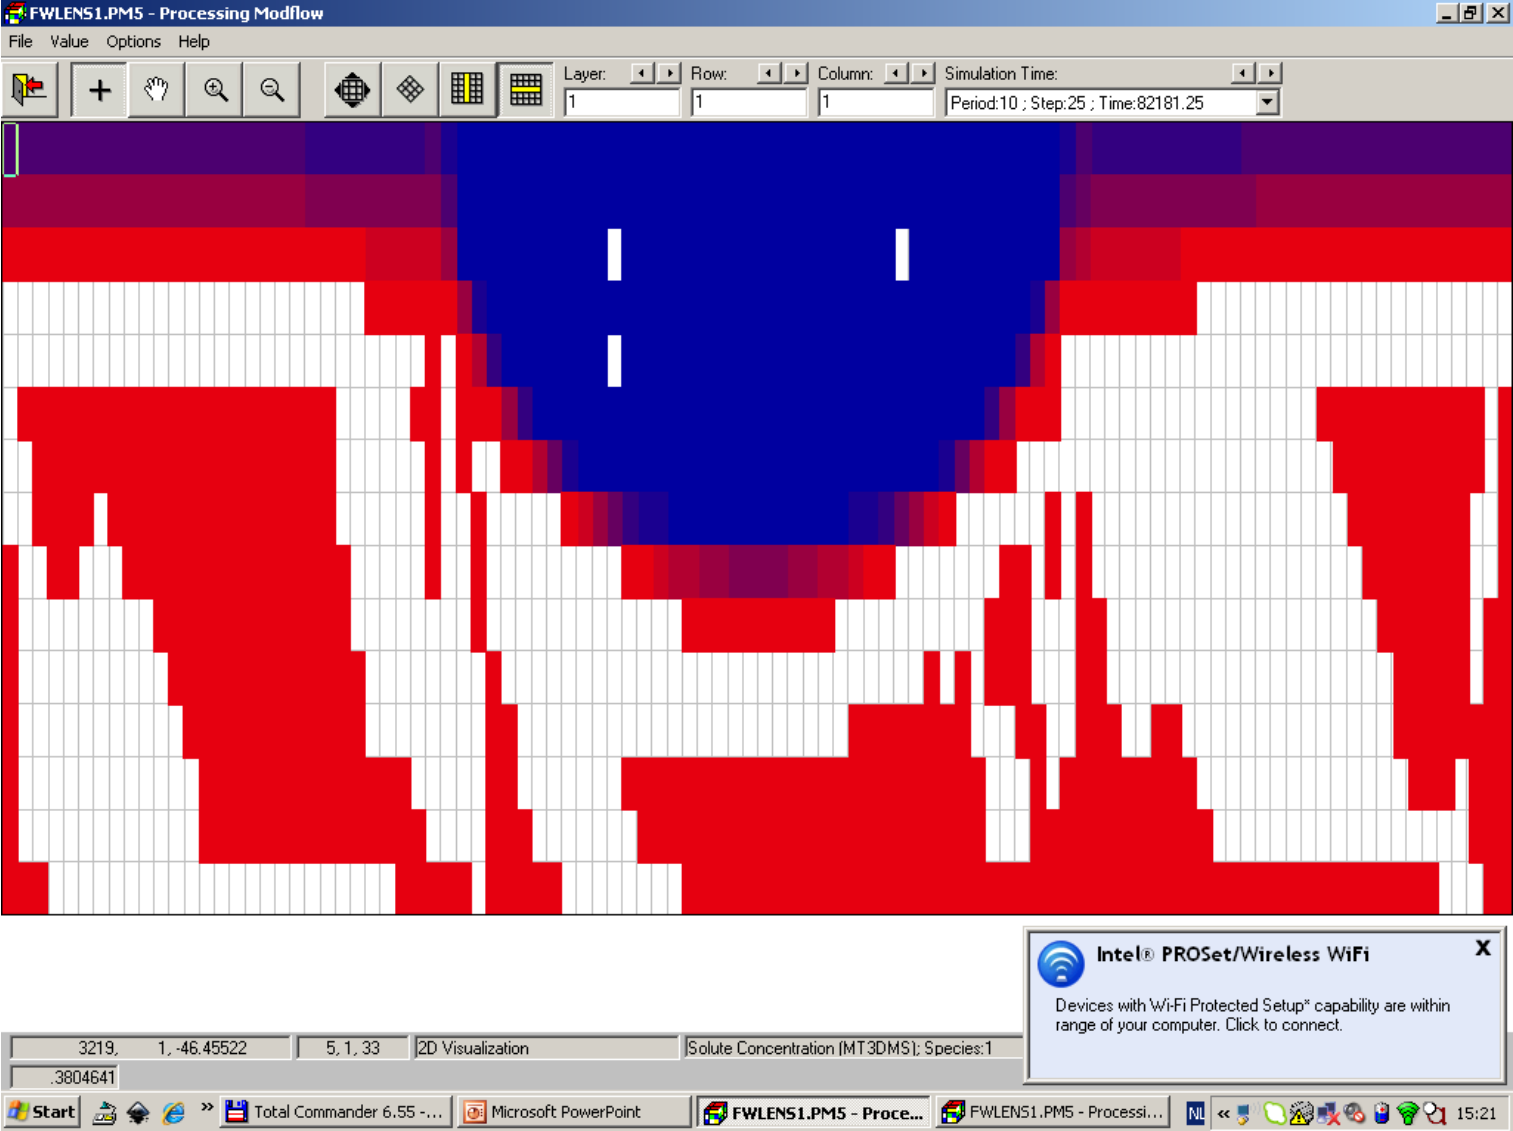 FWLENS1.PM5 - Processing Modflow
File Value Options Help
Layer: Row: Column: Simulation Time:
1 1 1 Period:10 ; Step:25 ; Time:82181.25
Intel® PROSet/Wireless WiFi X
Devices with Wi-Fi Protected Setup* capability are within
range of your computer. Click to connect.
3219, 1, -46.45522 5, 1, 33 2D Visualization Solute Concentration (MT3DMS); Species:1
.3804641
Start » Total Commander 6.55 -... Microsoft PowerPoint FWLENS1.PM5 - Proce... FWLENS1.PM5 - Processi... NL « 15:21